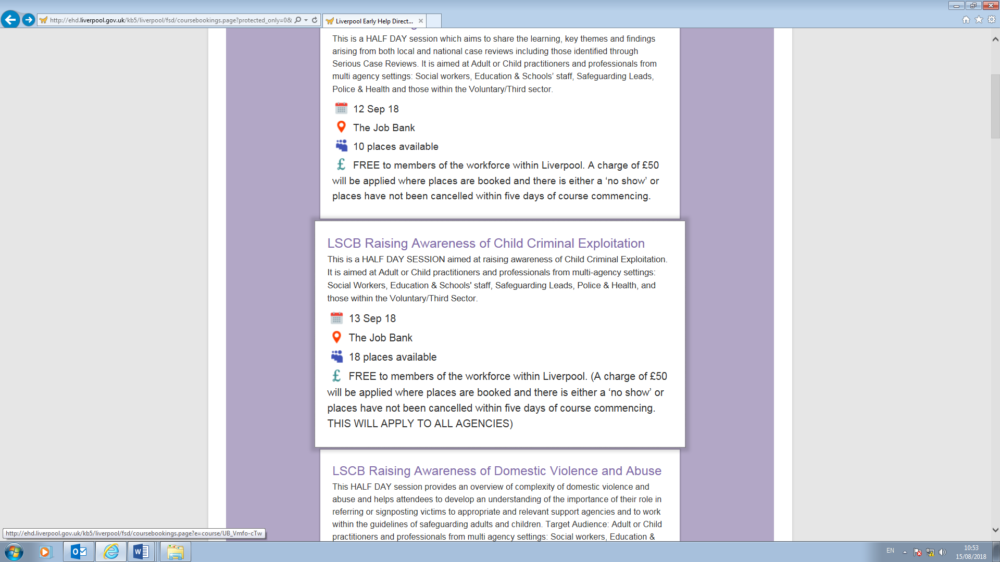 http://ehd.liverpool.gov.uk/kb5/liverpool/fsd/coursebookings.page?protected_only=0&
Liverpool Early Help Direct...
This is a HALF DAY session which aims to share the learning, key themes and findings
arising from both local and national case reviews including those identified through
Serious Case Reviews. It is aimed at Adult or Child practitioners and professionals from
multi agency settings: Social workers, Education & Schools’ staff, Safeguarding Leads,
Police & Health and those within the Voluntary/Third sector.
12 Sep 18
The Job Bank
10 places available
£ FREE to members of the workforce within Liverpool. A charge of £50
will be applied where places are booked and there is either a ‘no show’ or
places have not been cancelled within five days of course commencing.
LSCB Raising Awareness of Child Criminal Exploitation
This is a HALF DAY SESSION aimed at raising awareness of Child Criminal Exploitation.
It is aimed at Adult or Child practitioners and professionals from multi-agency settings:
Social Workers, Education & Schools' staff, Safeguarding Leads, Police & Health, and
those within the Voluntary/Third Sector.
13 Sep 18
The Job Bank
18 places available
£ FREE to members of the workforce within Liverpool. (A charge of £50
will be applied where places are booked and there is either a ‘no show’ or
places have not been cancelled within five days of course commencing.
THIS WILL APPLY TO ALL AGENCIES)
LSCB Raising Awareness of Domestic Violence and Abuse
This HALF DAY session provides an overview of complexity of domestic violence and
abuse and helps attendees to develop an understanding of the importance of their role in
referring or signposting victims to appropriate and relevant support agencies and to work
within the guidelines of safeguarding adults and children. Target Audience: Adult or Child
practitioners and professionals from multi agency settings: Social workers, Education &
http://ehd.liverpool.gov.uk/kb5/liverpool/fsd/coursebookings.page?e=course/UB_Vmfo-cTw
EN
10:53
15/08/2018